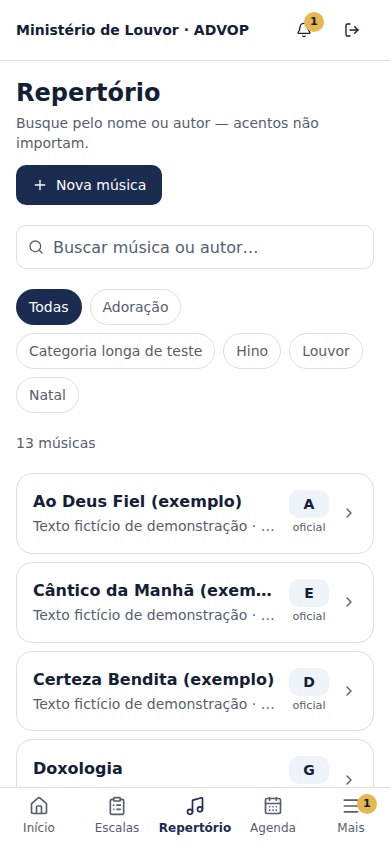 Ministério de Louvor · ADVOP
1
Repertório
Busque pelo nome ou autor — acentos não
importam.
Nova música
Buscar música ou autor…
Todas
Adoração
Categoria longa de teste
Hino
Louvor
Natal
13 músicas
Ao Deus Fiel (exemplo)
A
Texto fictício de demonstração · …
oficial
Cântico da Manhã (exem…
E
Texto fictício de demonstração · …
oficial
Certeza Bendita (exemplo)
D
Texto fictício de demonstração · …
oficial
Doxologia
G
1
Início
Escalas
Repertório
Agenda
Mais